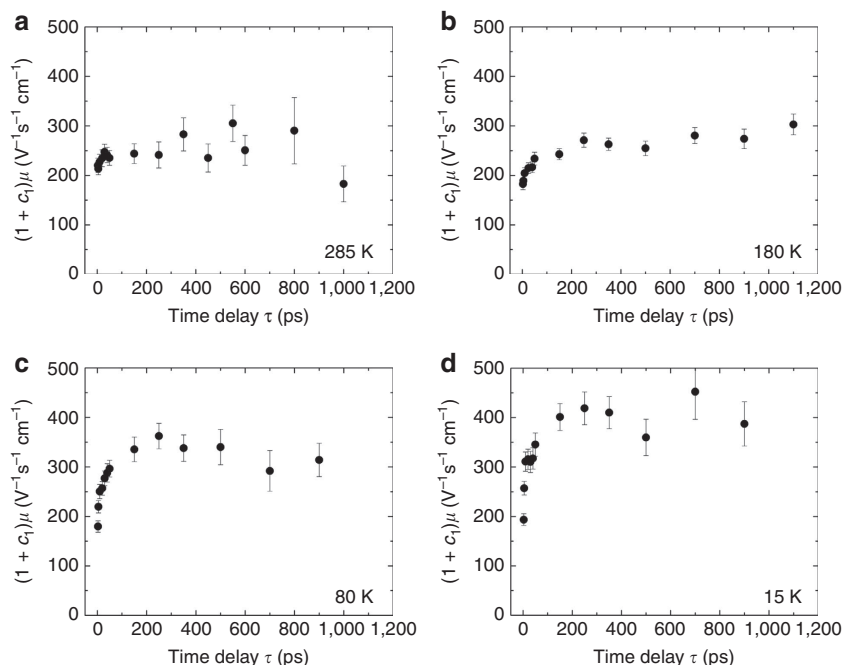 a
500
400
300
200
100
0
(1 + c₁)μ (V⁻¹s⁻¹ cm⁻¹)
285 K
0 200 400 600 800 1,000 1,200
Time delay τ (ps)
b
500
400
300
200
100
0
(1 + c₁)μ (V⁻¹s⁻¹ cm⁻¹)
180 K
0 200 400 600 800 1,000 1,200
Time delay τ (ps)
c
500
400
300
200
100
0
(1 + c₁)μ (V⁻¹s⁻¹ cm⁻¹)
80 K
0 200 400 600 800 1,000 1,200
Time delay τ (ps)
d
500
400
300
200
100
0
(1 + c₁)μ (V⁻¹s⁻¹ cm⁻¹)
15 K
0 200 400 600 800 1,000 1,200
Time delay τ (ps)